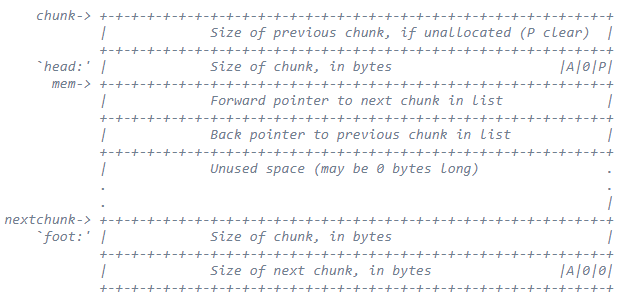 chunk-> +-+-+-+-+-+-+-+-+-+-+-+-+-+-+-+-+-+-+-+-+-+-+-+-+-+-+-+-+-+-+-+-+
| Size of previous chunk, if unallocated (P clear) |
+-+-+-+-+-+-+-+-+-+-+-+-+-+-+-+-+-+-+-+-+-+-+-+-+-+-+-+-+-+-+-+-+
`head:' | Size of chunk, in bytes |A|0|P|
mem-> +-+-+-+-+-+-+-+-+-+-+-+-+-+-+-+-+-+-+-+-+-+-+-+-+-+-+-+-+-+-+-+-+
| Forward pointer to next chunk in list |
+-+-+-+-+-+-+-+-+-+-+-+-+-+-+-+-+-+-+-+-+-+-+-+-+-+-+-+-+-+-+-+-+
| Back pointer to previous chunk in list |
+-+-+-+-+-+-+-+-+-+-+-+-+-+-+-+-+-+-+-+-+-+-+-+-+-+-+-+-+-+-+-+-+
| Unused space (may be 0 bytes long) .
. .
. |
nextchunk-> +-+-+-+-+-+-+-+-+-+-+-+-+-+-+-+-+-+-+-+-+-+-+-+-+-+-+-+-+-+-+-+-+
`foot:' | Size of chunk, in bytes |
+-+-+-+-+-+-+-+-+-+-+-+-+-+-+-+-+-+-+-+-+-+-+-+-+-+-+-+-+-+-+-+-+
| Size of next chunk, in bytes |A|0|0|
+-+-+-+-+-+-+-+-+-+-+-+-+-+-+-+-+-+-+-+-+-+-+-+-+-+-+-+-+-+-+-+-+